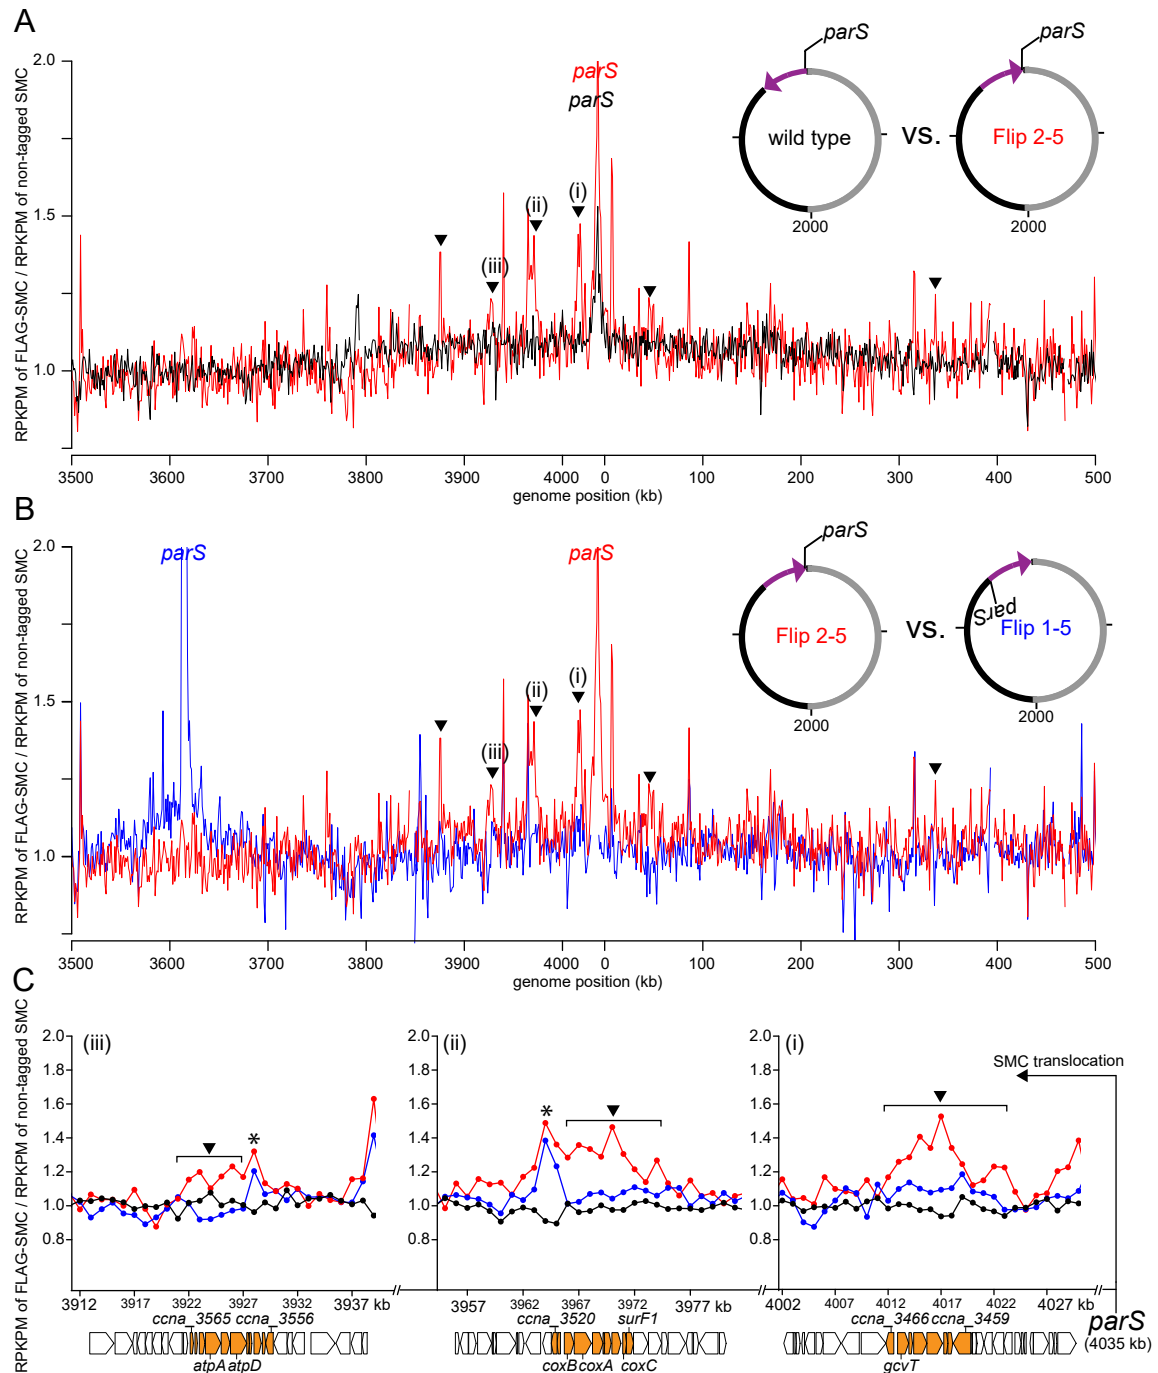 A
RPKPM of FLAG-SMC / RPKPM of non-tagged SMC
2.0
1.5
1.0
parS
parS
(i)
(ii)
(iii)
parS
wild type
2000
vs.
parS
Flip 2-5
2000
3500 3600 3700 3800 3900 4000 0 100 200 300 400 500
genome position (kb)
B
RPKPM of FLAG-SMC / RPKPM of non-tagged SMC
2.0
1.5
1.0
parS
parS
(i)
(ii)
(iii)
parS
Flip 2-5
2000
vs.
parS
Flip 1-5
2000
3500 3600 3700 3800 3900 4000 0 100 200 300 400 500
genome position (kb)
C
RPKPM of FLAG-SMC / RPKPM of non-tagged SMC
(iii)
2.0
1.8
1.6
1.4
1.2
1.0
0.8
*
3912 3917 3922 3927 3932 3937 kb
ccna_3565 ccna_3556
atpA atpD
(ii)
2.0
1.8
1.6
1.4
1.2
1.0
0.8
*
3957 3962 3967 3972 3977
ccna_3520 surF1
coxB coxA coxC
(i)
2.0
1.8
1.6
1.4
1.2
1.0
0.8
SMC translocation
4002 4007 4012 4017 4022 4027 kb
ccna_3466 ccna_3459
gcvT
parS
(4035 kb)